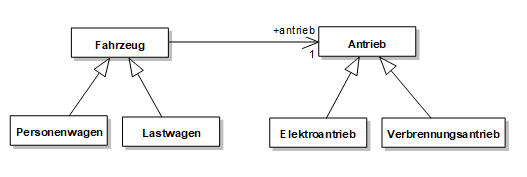 +antrieb
Fahrzeug
Antrieb
1
Personenwagen
Lastwagen
Elektroantrieb
Verbrennungsantrieb